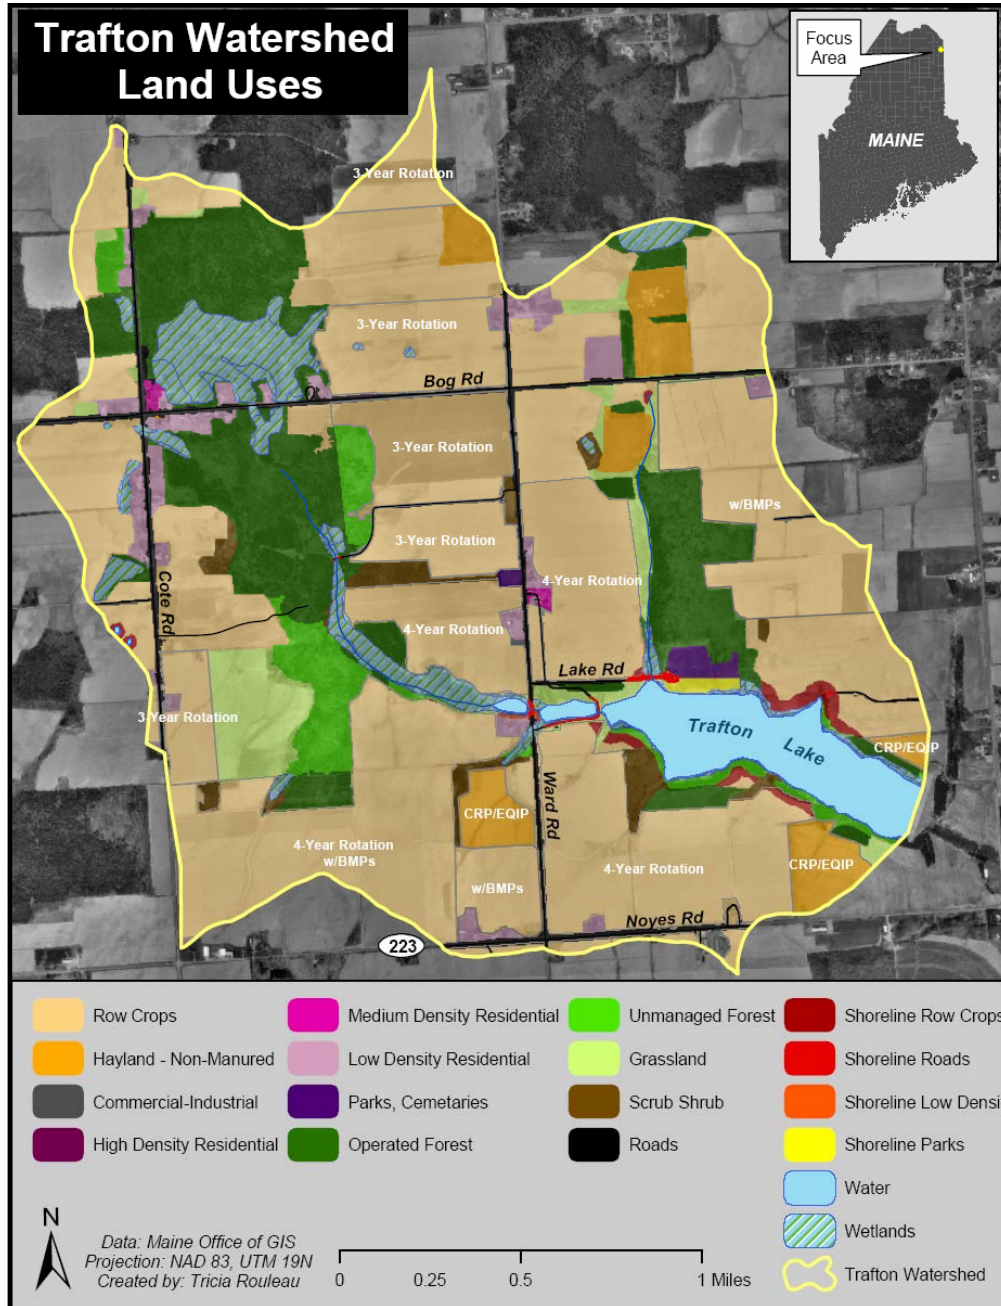 Trafton Watershed
Land Uses
Focus
Area
MAINE
3-Year Rotation
3-Year Rotation
Bog Rd
3-Year Rotation
w/BMPs
3-Year Rotation
4-Year Rotation
Cote Rd
4-Year Rotation
Lake Rd
3-Year Rotation
Trafton
Lake
CRP/EQIP
Ward Rd
CRP/EQIP
4-Year Rotation
w/BMPs
4-Year Rotation
CRP/EQIP
w/BMPs
Noyes Rd
223
Row Crops
Hayland - Non-Manured
Commercial-Industrial
High Density Residential
Medium Density Residential
Low Density Residential
Parks, Cemetaries
Operated Forest
Unmanaged Forest
Grassland
Scrub Shrub
Roads
Shoreline Row Crops
Shoreline Roads
Shoreline Low Densi
Shoreline Parks
Water
Wetlands
Trafton Watershed
N
Data: Maine Office of GIS
Projection: NAD 83, UTM 19N
Created by: Tricia Rouleau
0 0.25 0.5 1 Miles